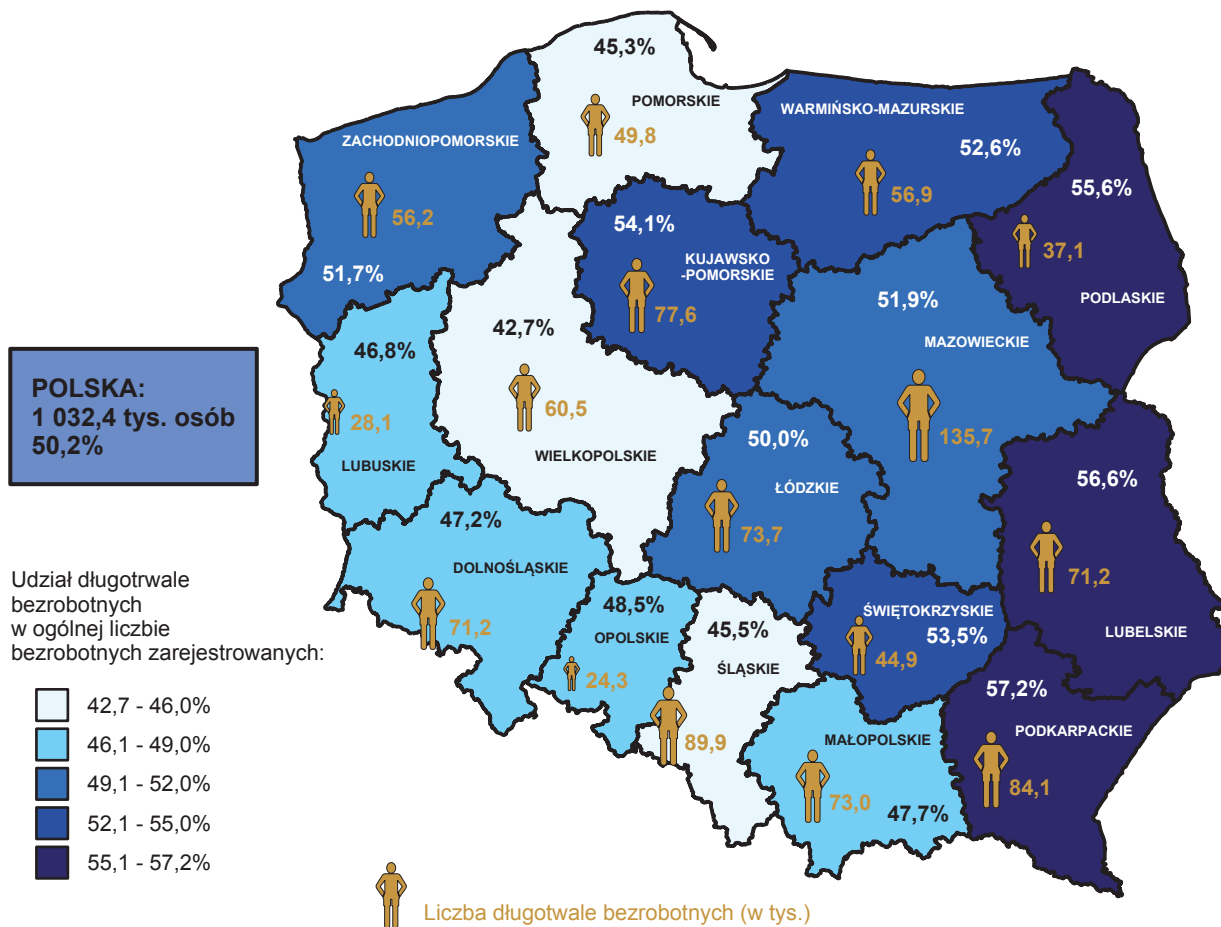 45,3%
POMORSKIE
49,8
ZACHODNIOPOMORSKIE
56,2
51,7%
WARMIŃSKO-MAZURSKIE
52,6%
56,9
55,6%
37,1
PODLASKIE
54,1%
KUJAWSKO
-POMORSKIE
77,6
51,9%
MAZOWIECKIE
135,7
42,7%
60,5
WIELKOPOLSKIE
46,8%
28,1
LUBUSKIE
POLSKA:
1 032,4 tys. osób
50,2%
50,0%
ŁÓDZKIE
73,7
56,6%
71,2
LUBELSKIE
47,2%
DOLNOŚLĄSKIE
71,2
48,5%
OPOLSKIE
24,3
45,5%
ŚLĄSKIE
89,9
ŚWIĘTOKRZYSKIE
53,5%
44,9
57,2%
PODKARPACKIE
84,1
MAŁOPOLSKIE
73,0
47,7%
Udział długotrwale
bezrobotnych
w ogólnej liczbie
bezrobotnych zarejestrowanych:
42,7 - 46,0%
46,1 - 49,0%
49,1 - 52,0%
52,1 - 55,0%
55,1 - 57,2%
Liczba długotwale bezrobotnych (w tys.)